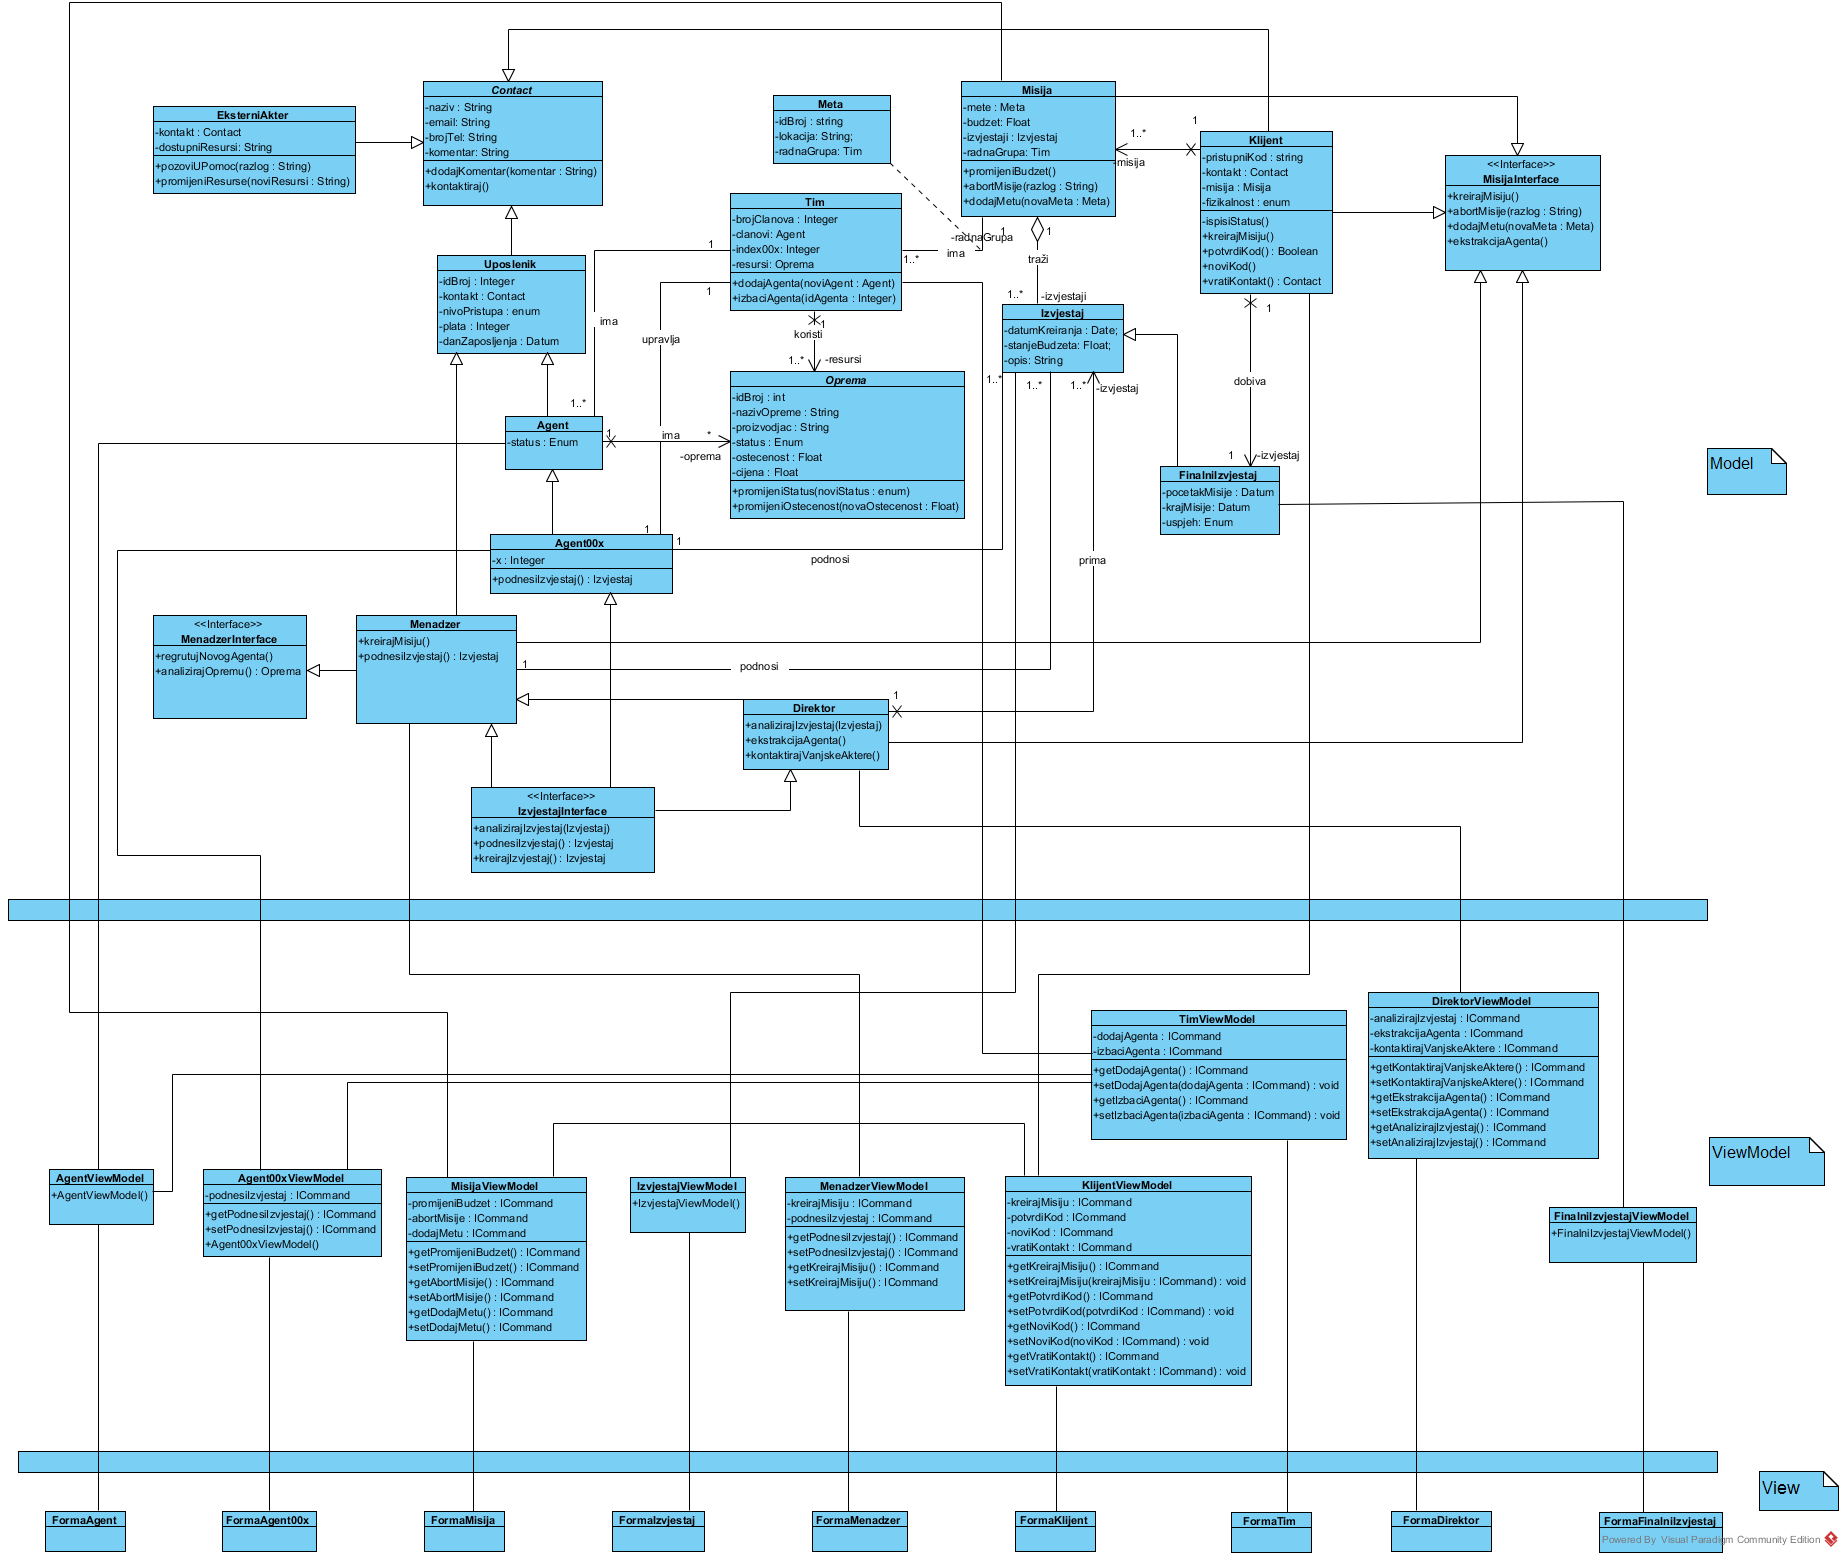 Contact
-naziv : String
-email: String
-brojTel: String
-komentar: String
+dodajKomentar(komentar : String)
+kontaktiraj()
EksterniAkter
-kontakt : Contact
-dostupniResursi: String
+pozoviUPomoc(razlog : String)
+promijeniResurse(noviResursi : String)
Meta
-idBroj : string
-lokacija: String;
-radnaGrupa: Tim
Misija
-mete : Meta
-budzet: Float
-izvjestaji : Izvjestaj
-radnaGrupa: Tim
+promijeniBudzet()
+abortMisije(razlog : String)
+dodajMetu(novaMeta : Meta)
1..*
1
-misija
Klijent
-pristupniKod : string
-kontakt : Contact
-misija : Misija
-fizikalnost : enum
-ispisiStatus()
+kreirajMisiju()
+potvrdiKod() : Boolean
+noviKod()
+vratiKontakt() : Contact
<<Interface>>
MisijaInterface
+kreirajMisiju()
+abortMisije(razlog : String)
+dodajMetu(novaMeta : Meta)
+ekstrakcijaAgenta()
Tim
-brojClanova : Integer
-clanovi: Agent
-index00x: Integer
-resursi: Oprema
+dodajAgenta(noviAgent : Agent)
+izbaciAgenta(idAgenta : Integer)
1
1
-radnaGrupa
1
ima
1..*
1
traži
1..*
-izvjestaji
Uposlenik
-idBroj : Integer
-kontakt : Contact
-nivoPristupa : enum
-plata : Integer
-danZaposljenja : Datum
ima
upravlja
1
koristi
1..*
-resursi
Izvjestaj
-datumKreiranja : Date;
-stanjeBudzeta: Float;
-opis: String
1..*
1..*
1..*
-izvjestaj
1
dobiva
1
-izvjestaj
Oprema
-idBroj : int
-nazivOpreme : String
-proizvodjac : String
-status : Enum
-ostecenost : Float
-cijena : Float
+promijeniStatus(noviStatus : enum)
+promijeniOstecenost(novaOstecenost : Float)
1..*
Agent
-status : Enum
1
ima
*
-oprema
FinalniIzvjestaj
-pocetakMisije : Datum
-krajMisije: Datum
-uspjeh: Enum
Model
1
Agent00x
-x : Integer
+podnesiIzvjestaj() : Izvjestaj
1
podnosi
prima
<<Interface>>
MenadzerInterface
+regrutujNovogAgenta()
+analizirajOpremu() : Oprema
Menadzer
+kreirajMisiju()
+podnesiIzvjestaj() : Izvjestaj
1
podnosi
1
Direktor
+analizirajIzvjestaj(Izvjestaj)
+ekstrakcijaAgenta()
+kontaktirajVanjskeAktere()
<<Interface>>
IzvjestajInterface
+analizirajIzvjestaj(Izvjestaj)
+podnesiIzvjestaj() : Izvjestaj
+kreirajIzvjestaj() : Izvjestaj
TimViewModel
-dodajAgenta : ICommand
-izbaciAgenta : ICommand
+getDodajAgenta() : ICommand
+setDodajAgenta(dodajAgenta : ICommand) : void
+getIzbaciAgenta() : ICommand
+setIzbaciAgenta(izbaciAgenta : ICommand) : void
DirektorViewModel
-analizirajIzvjestaj : ICommand
-ekstrakcijaAgenta : ICommand
-kontaktirajVanjskeAktere : ICommand
+getKontaktirajVanjskeAktere() : ICommand
+setKontaktirajVanjskeAktere() : ICommand
+getEkstrakcijaAgenta() : ICommand
+setEkstrakcijaAgenta() : ICommand
+getAnalizirajIzvjestaj() : ICommand
+setAnalizirajIzvjestaj() : ICommand
ViewModel
AgentViewModel
+AgentViewModel()
Agent00xViewModel
-podnesiIzvjestaj : ICommand
+getPodnesiIzvjestaj() : ICommand
+setPodnesiIzvjestaj() : ICommand
+Agent00xViewModel()
MisijaViewModel
-promijeniBudzet : ICommand
-abortMisije : ICommand
-dodajMetu : ICommand
+getPromijeniBudzet() : ICommand
+setPromijeniBudzet() : ICommand
+getAbortMisije() : ICommand
+setAbortMisije() : ICommand
+getDodajMetu() : ICommand
+setDodajMetu() : ICommand
IzvjestajViewModel
+IzvjestajViewModel()
MenadzerViewModel
-kreirajMisiju : ICommand
-podnesiIzvjestaj : ICommand
+getPodnesiIzvjestaj() : ICommand
+setPodnesiIzvjestaj() : ICommand
+getKreirajMisiju() : ICommand
+setKreirajMisiju() : ICommand
KlijentViewModel
-kreirajMisiju : ICommand
-potvrdiKod : ICommand
-noviKod : ICommand
-vratiKontakt : ICommand
+getKreirajMisiju() : ICommand
+setKreirajMisiju(kreirajMisiju : ICommand) : void
+getPotvrdiKod() : ICommand
+setPotvrdiKod(potvrdiKod : ICommand) : void
+getNoviKod() : ICommand
+setNoviKod(noviKod : ICommand) : void
+getVratiKontakt() : ICommand
+setVratiKontakt(vratiKontakt : ICommand) : void
FinalniIzvjestajViewModel
+FinalniIzvjestajViewModel()
View
FormaAgent
FormaAgent00x
FormaMisija
FormaIzvjestaj
FormaMenadzer
FormaKlijent
FormaTim
FormaDirektor
FormaFinalniIzvjestaj
Powered By Visual Paradigm Community Edition